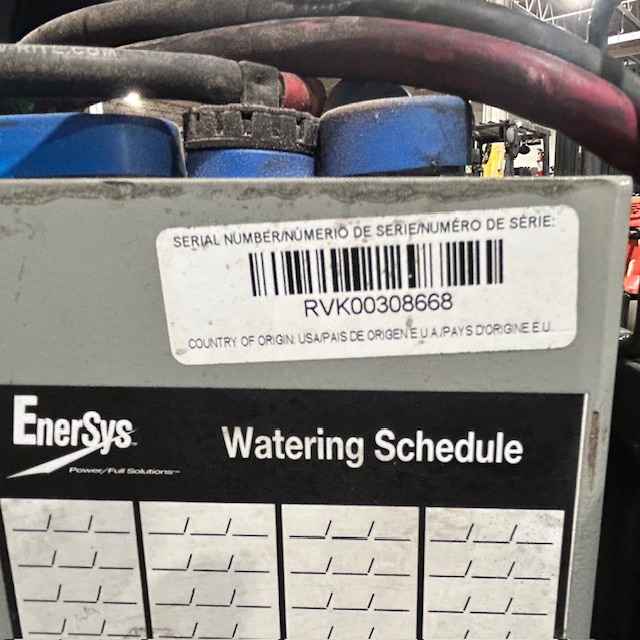 SERIAL NUMBER/NÚMERIO DE SERIE/NUMÉRO DE SÉRIE:
RVK00308668
COUNTRY OF ORIGIN: USA/PAIS DE ORIGEN E.U.A./PAYS D'ORIGINE E.U.
EnerSys
Power/Full Solutions™
Watering Schedule